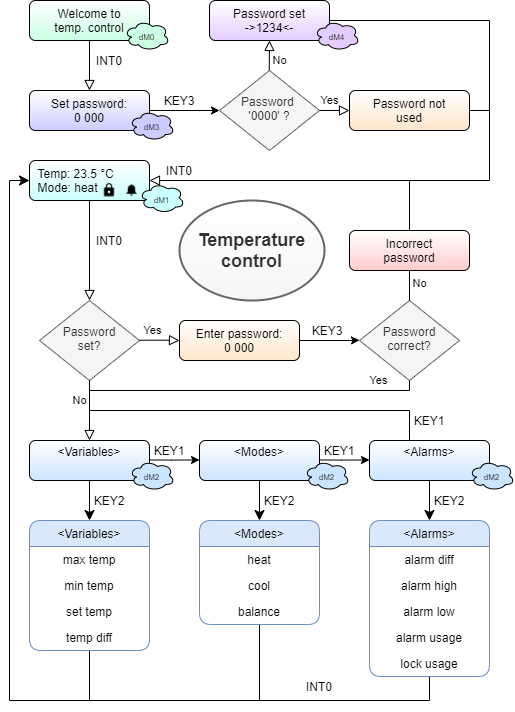 Welcome to
temp. control
dM0
Password set
->1234<-
dM4
INT0
No
Set password:
0 000
dM3
KEY3
Password
'0000' ?
Yes
Password not
used
Temp: 23.5 °C
Mode: heat
dM1
INT0
INT0
Temperature
control
Incorrect
password
No
Password
set?
Yes
Enter password:
0 000
KEY3
Password
correct?
Yes
No
KEY1
<Variables>
dM2
KEY1
<Modes>
dM2
KEY1
<Alarms>
dM2
KEY2
KEY2
KEY2
<Variables>
max temp
min temp
set temp
temp diff
<Modes>
heat
cool
balance
<Alarms>
alarm diff
alarm high
alarm low
alarm usage
lock usage
INT0